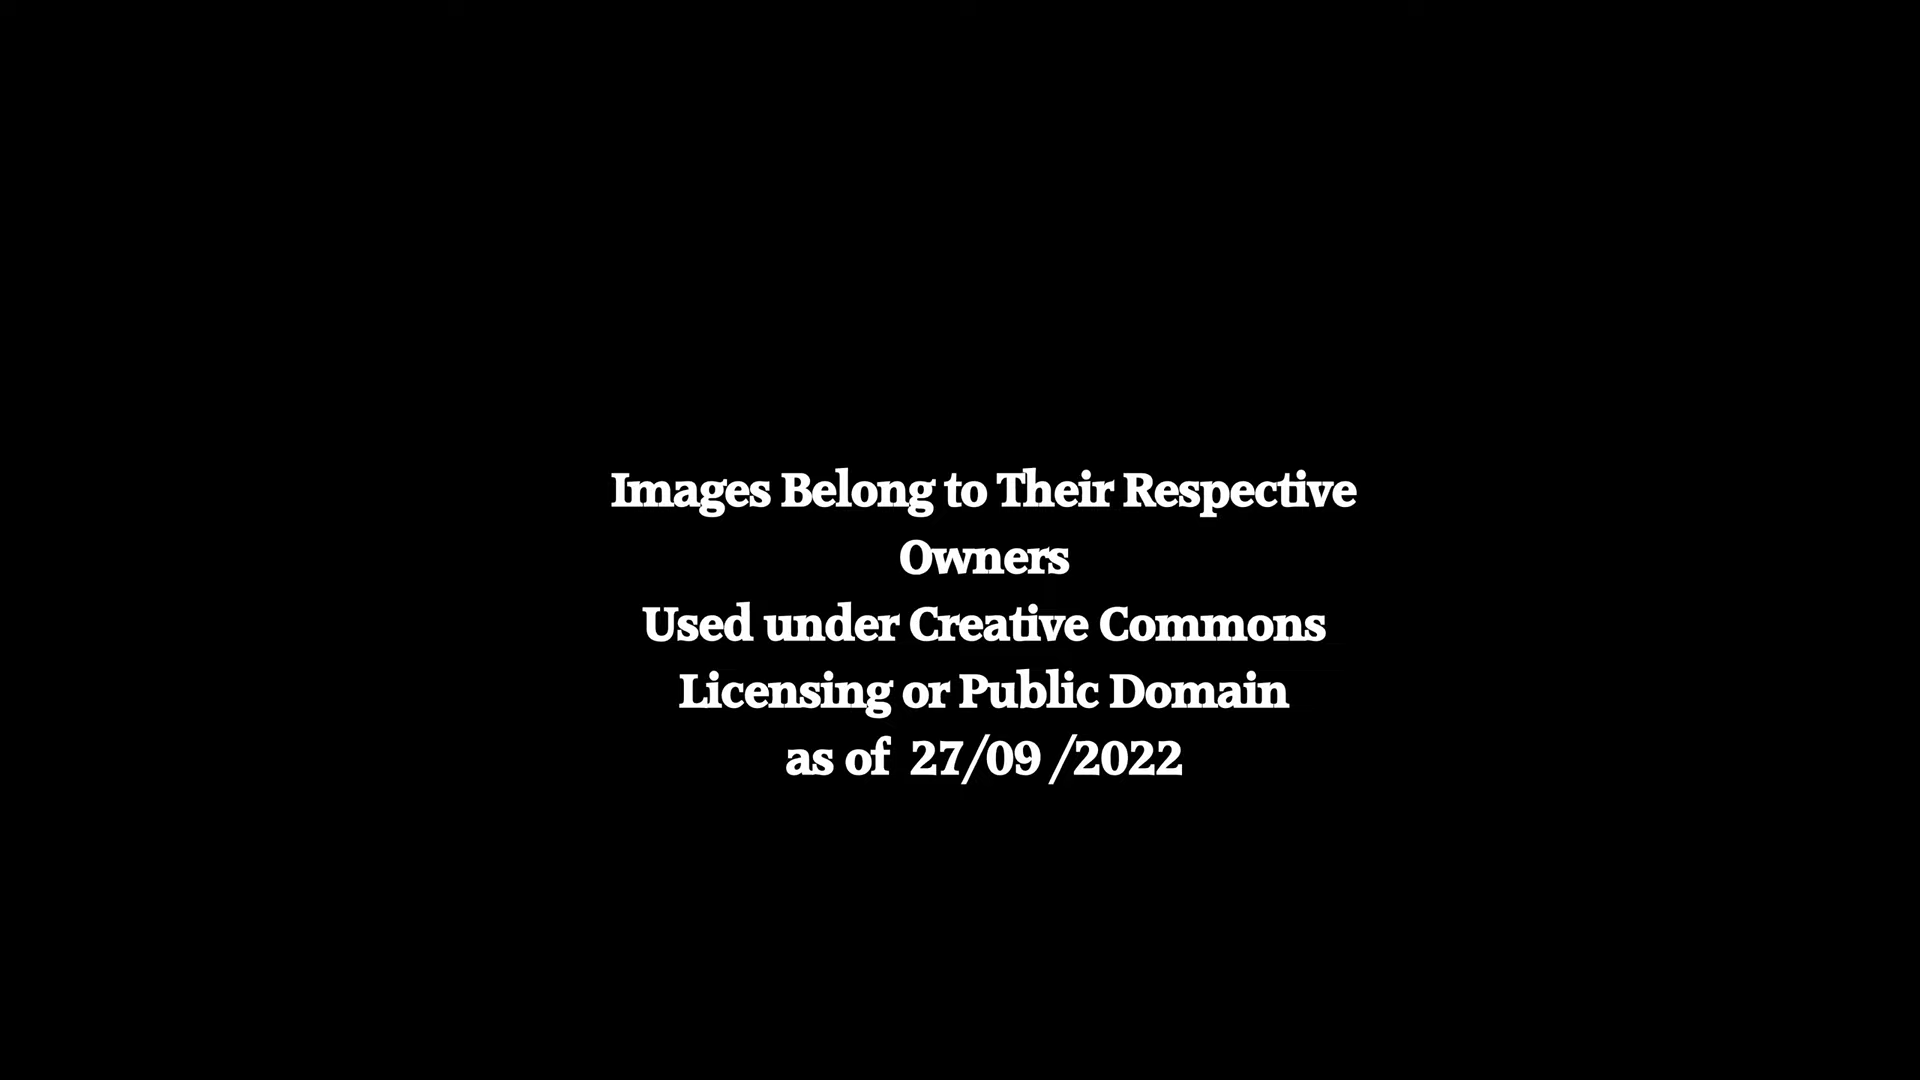 Images Belong to Their Respective
Owners
Used under Creative Commons
Licensing or Public Domain
as of  27/09 /2022